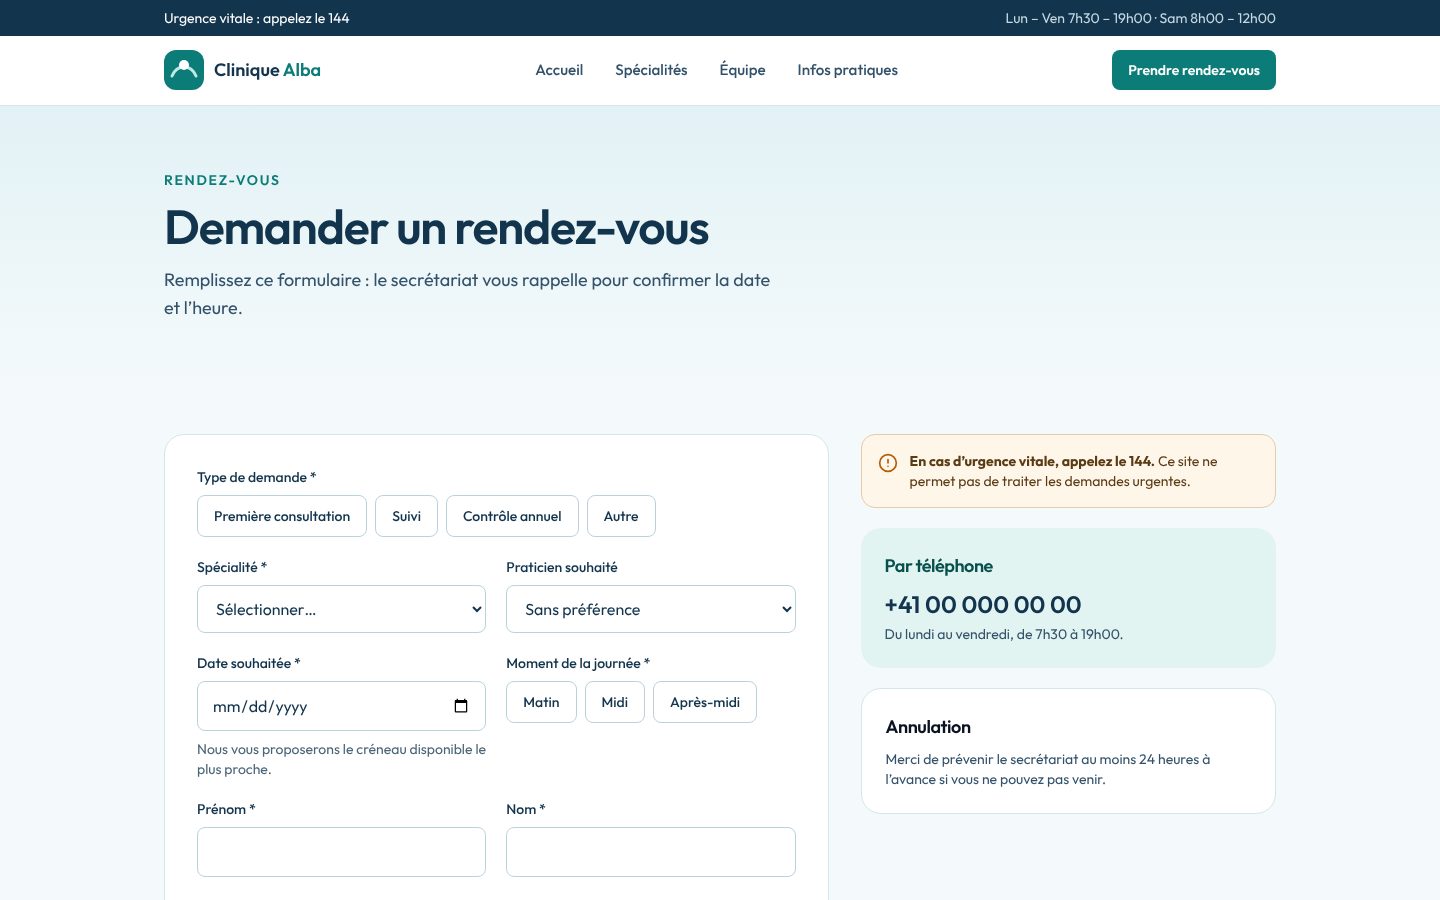 Urgence vitale : appelez le 144
Lun – Ven 7h30 – 19h00 · Sam 8h00 – 12h00
Clinique Alba
Accueil
Spécialités
Équipe
Infos pratiques
Prendre rendez-vous
RENDEZ-VOUS
Demander un rendez-vous
Remplissez ce formulaire : le secrétariat vous rappelle pour confirmer la date
et l’heure.
Type de demande *
Première consultation
Suivi
Contrôle annuel
Autre
Spécialité *
Sélectionner…
Praticien souhaité
Sans préférence
Date souhaitée *
mm/dd/yyyy
Nous vous proposerons le créneau disponible le
plus proche.
Moment de la journée *
Matin
Midi
Après-midi
Prénom *
Nom *
En cas d’urgence vitale, appelez le 144. Ce site ne
permet pas de traiter les demandes urgentes.
Par téléphone
+41 00 000 00 00
Du lundi au vendredi, de 7h30 à 19h00.
Annulation
Merci de prévenir le secrétariat au moins 24 heures à
l’avance si vous ne pouvez pas venir.